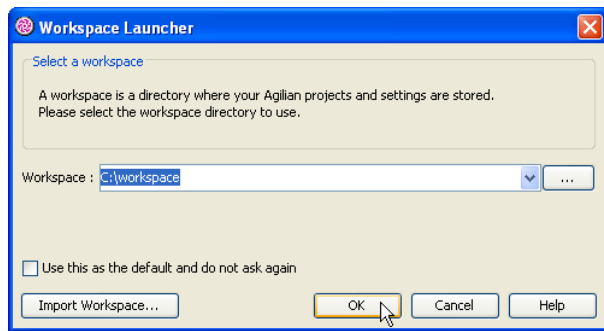 Workspace Launcher
Select a workspace
A workspace is a directory where your Agilian projects and settings are stored.
Please select the workspace directory to use.
Workspace : C:\workspace ...
Use this as the default and do not ask again
Import Workspace... OK Cancel Help